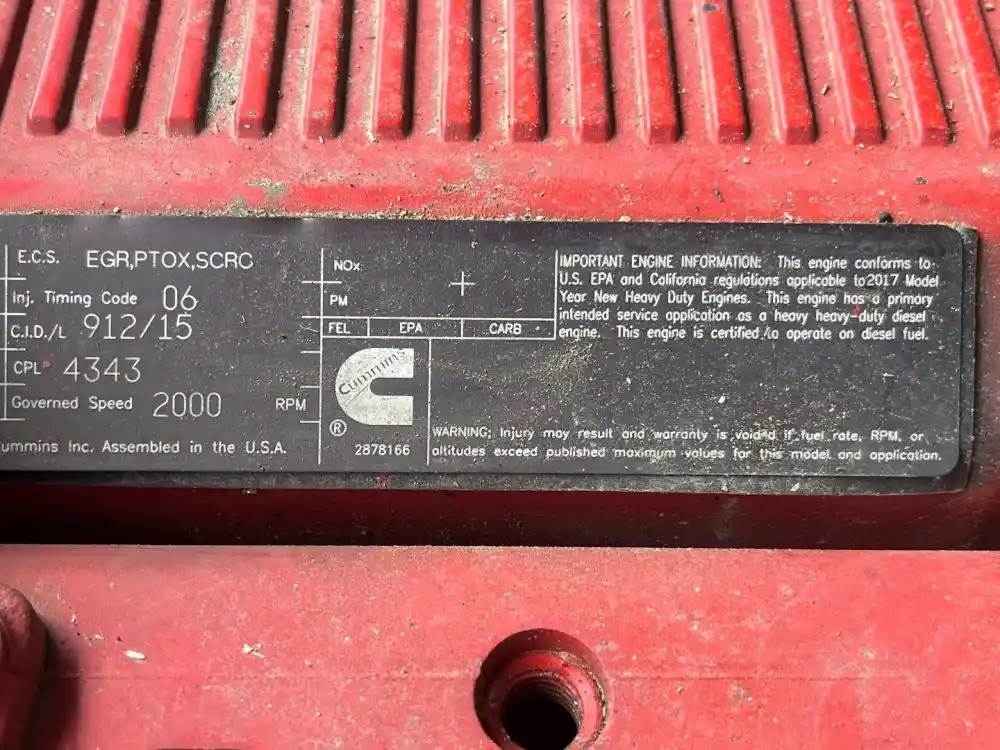 E.C.S. EGR,PTOX,SCRC
Inj. Timing Code 06
C.I.D./L 912/15
CPL 4343
Governed Speed 2000 RPM
ummins Inc. Assembled in the U.S.A.
NOx
PM
FEL EPA CARB
Cummins
®
2878166
IMPORTANT ENGINE INFORMATION: This engine conforms to
U.S. EPA and California regulations applicable to 2017 Model
Year New Heavy Duty Engines. This engine has a primary
intended service application as a heavy heavy-duty diesel
engine. This engine is certified to operate on diesel fuel.
WARNING: Injury may result and warranty is voided if fuel rate, RPM, or
altitudes exceed published maximum values for this model and application.